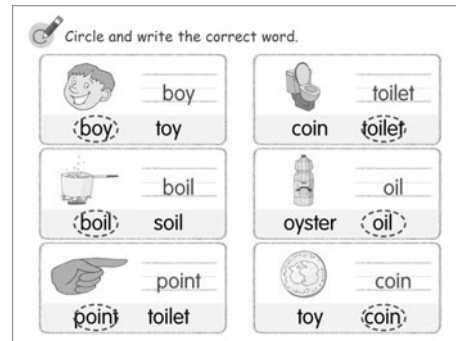 Circle and write the correct word.
boy
boy toy
toilet
coin toilet
boil
boil soil
oil
oyster oil
point
point toilet
coin
toy coin